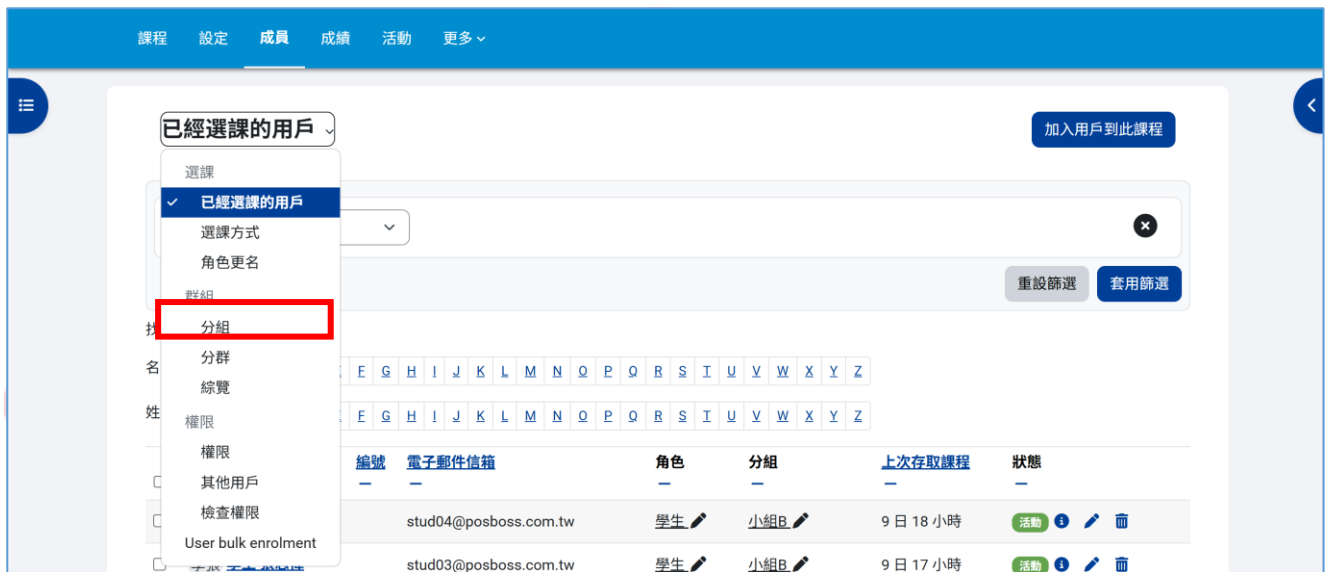 課程 設定 成員 成績 活動 更多
已經選課的用戶
加入用戶到此課程
選課
已經選課的用戶
選課方式
角色更名
重設篩選 套用篩選
群組
分組
分群
綜覽
名 E F G H I J K L M N O P Q R S T U V W X Y Z
姓 E F G H I J K L M N O P Q R S T U V W X Y Z
權限
權限
其他用戶
檢查權限
User bulk enrolment
編號 電子郵件信箱 角色 分組 上次存取課程 狀態
stud04@posboss.com.tw 學生 小組B 9 日 18 小時 活動
stud03@posboss.com.tw 學生 小組B 9 日 17 小時 活動